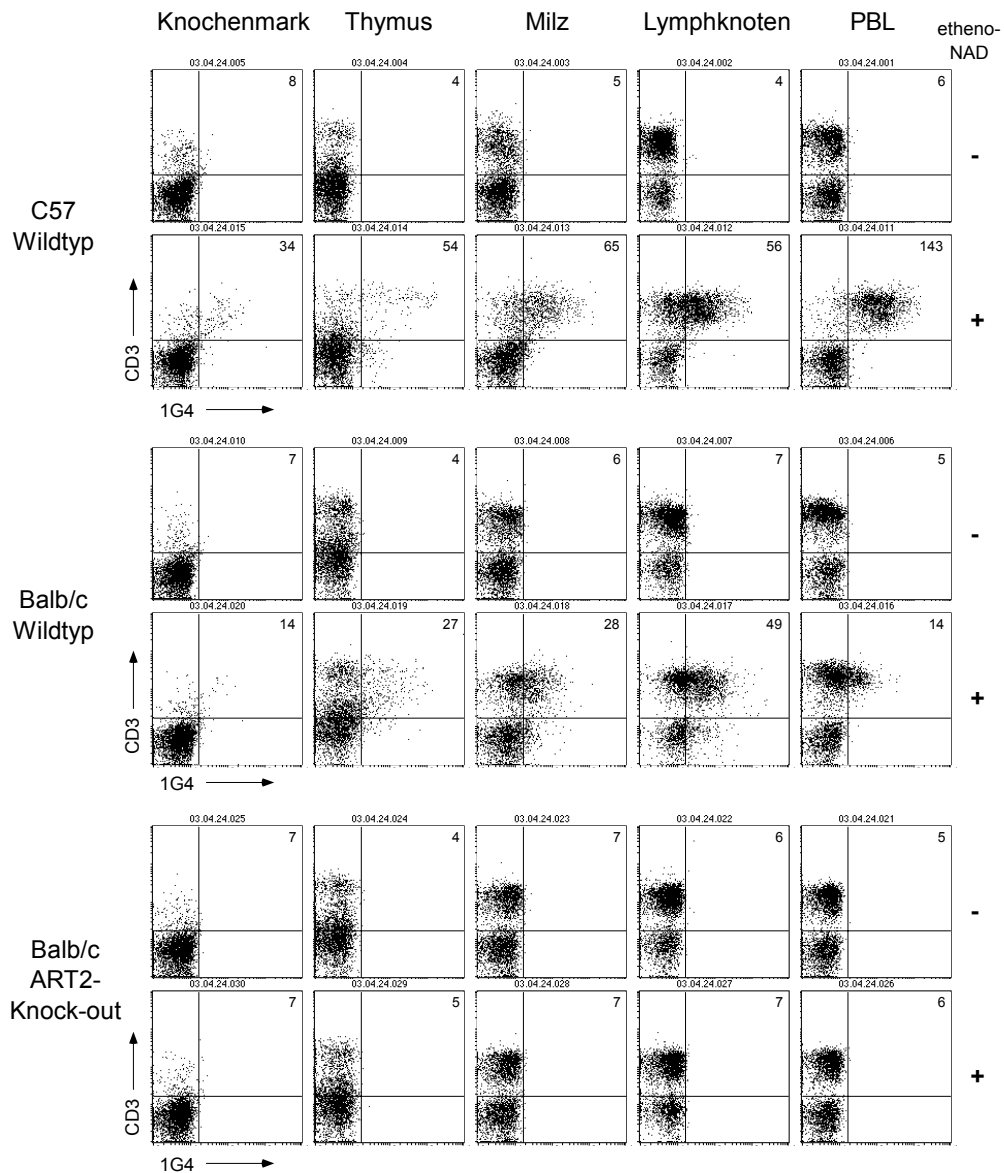 Knochenmark Thymus Milz Lymphknoten PBL etheno-
NAD
03.04.24.005 03.04.24.004 03.04.24.003 03.04.24.002 03.04.24.001
8 4 5 4 6
-
C57
Wildtyp
03.04.24.015 03.04.24.014 03.04.24.013 03.04.24.012 03.04.24.011
34 54 65 56 143
+
CD3
1G4
03.04.24.010 03.04.24.009 03.04.24.008 03.04.24.007 03.04.24.006
7 4 6 7 5
-
Balb/c
Wildtyp
03.04.24.020 03.04.24.019 03.04.24.018 03.04.24.017 03.04.24.016
14 27 28 49 14
+
CD3
1G4
03.04.24.025 03.04.24.024 03.04.24.023 03.04.24.022 03.04.24.021
7 4 7 6 5
-
Balb/c
ART2-
Knock-out
03.04.24.030 03.04.24.029 03.04.24.028 03.04.24.027 03.04.24.026
7 5 7 7 6
+
CD3
1G4